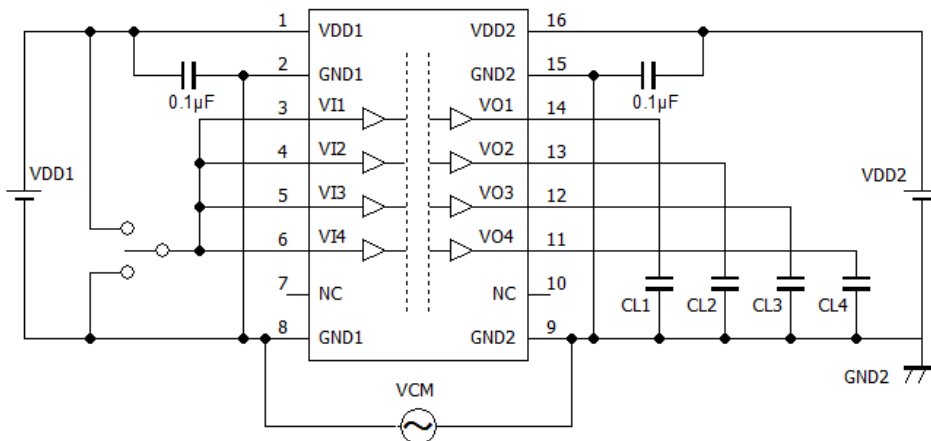 1 VDD1 VDD2 16
2 GND1 GND2 15
0.1μF 0.1μF
3 VI1 VO1 14
4 VI2 VO2 13
VDD1 VDD2
5 VI3 VO3 12
6 VI4 VO4 11
7 NC NC 10
CL1 CL2 CL3 CL4
8 GND1 GND2 9
GND2
VCM